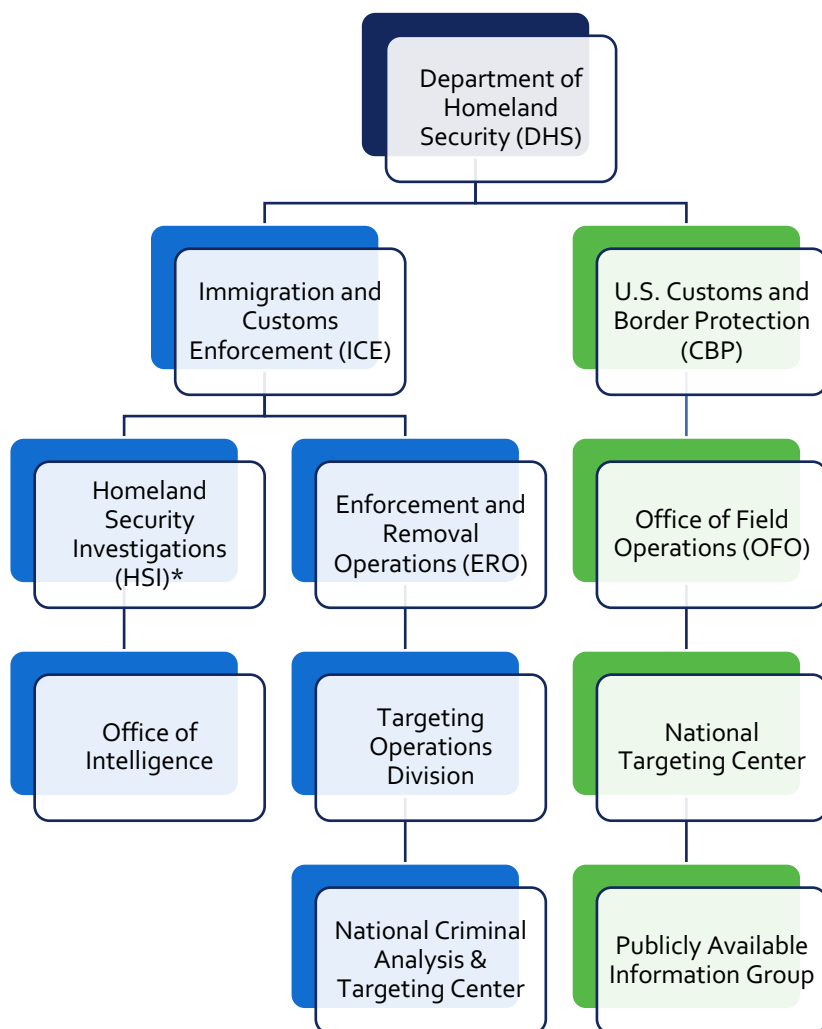 Department of
Homeland
Security (DHS)
Immigration and
Customs
Enforcement (ICE)
U.S. Customs and
Border Protection
(CBP)
Homeland
Security
Investigations
(HSI)*
Enforcement and
Removal
Operations (ERO)
Office of Field
Operations (OFO)
Office of
Intelligence
Targeting
Operations
Division
National
Targeting Center
National Criminal
Analysis &
Targeting Center
Publicly Available
Information Group